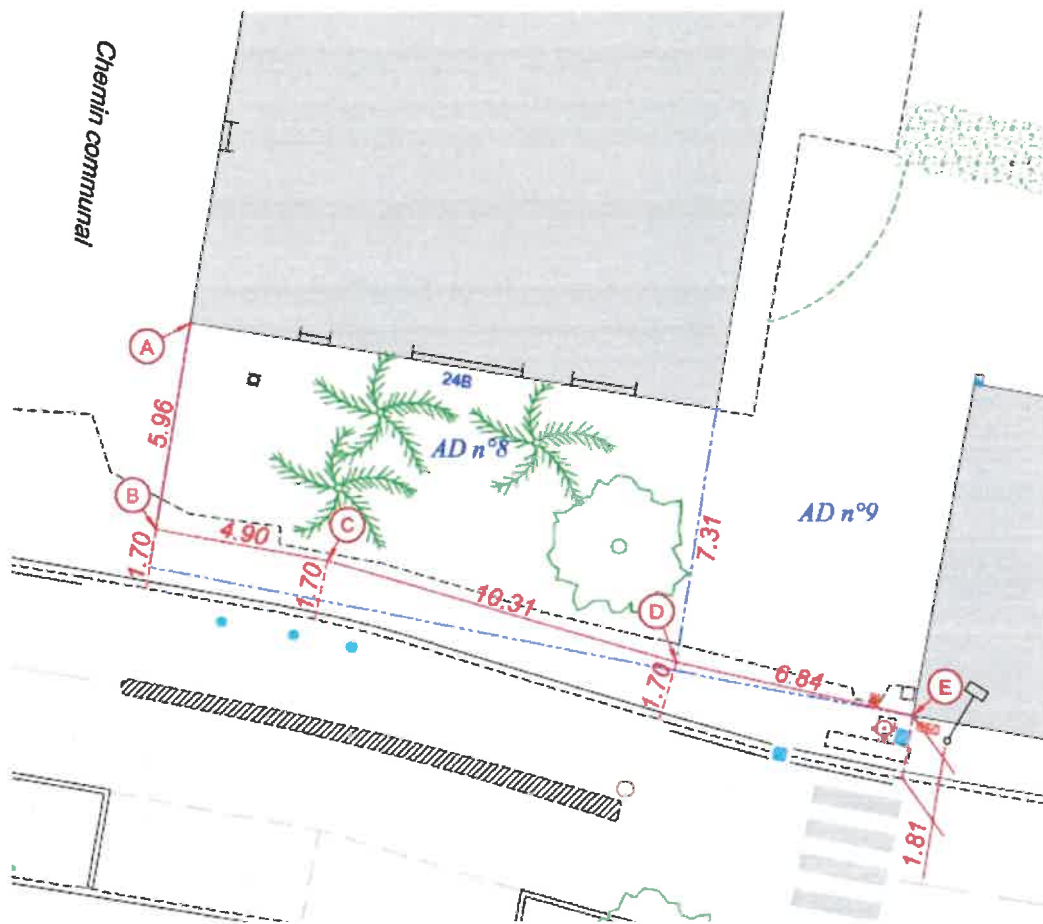 Chemin communal
A
5.96
24B
AD n°8
B
4.90
C
AD n°9
7.31
1.70
1.70
10.31
D
1.70
6.84
E
1.81